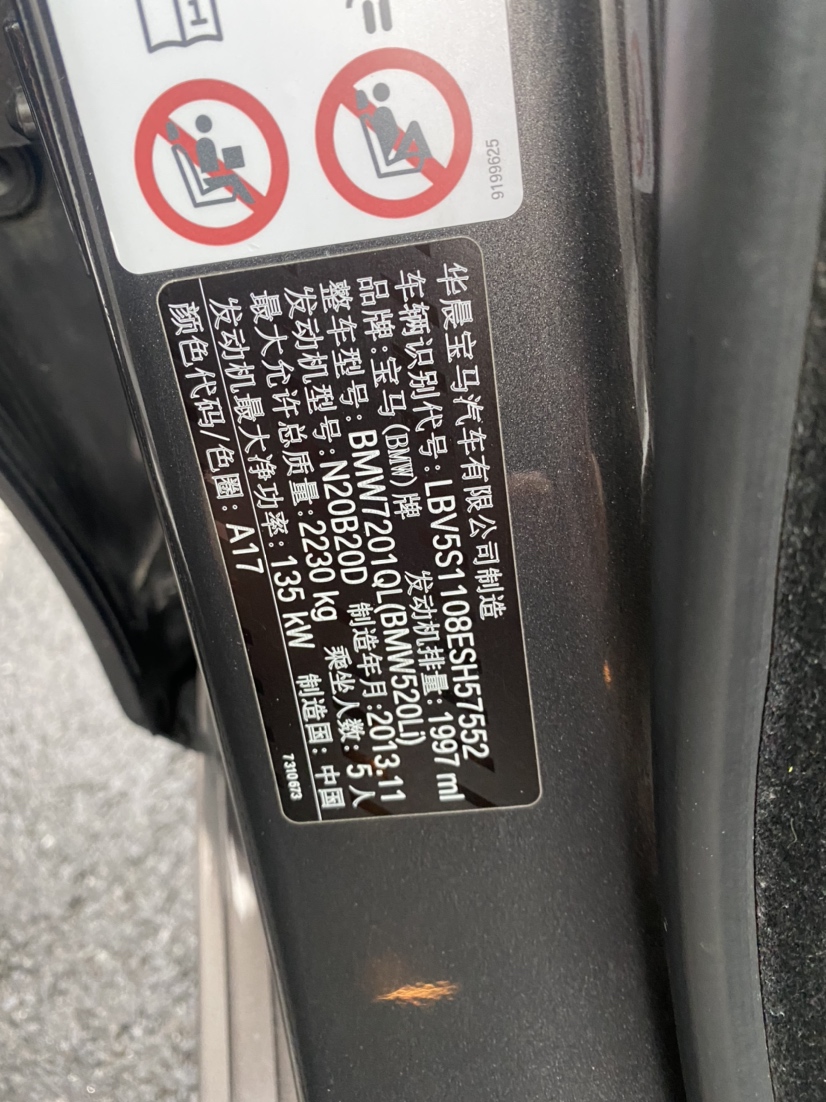 i
9199625
华晨宝马汽车有限公司制造
车辆识别代号: LBV5S1108ESH57552
品牌: 宝马(BMW)牌 发动机排量: 1997 ml
整车型号: BMW7201QL(BMW520Li)
发动机型号: N20B20D 制造年月: 2013.11
最大允许总质量: 2230 kg 乘坐人数: 5 人
发动机最大净功率: 135 kW 制造国: 中国
颜色代码/色圈: A17
7310673